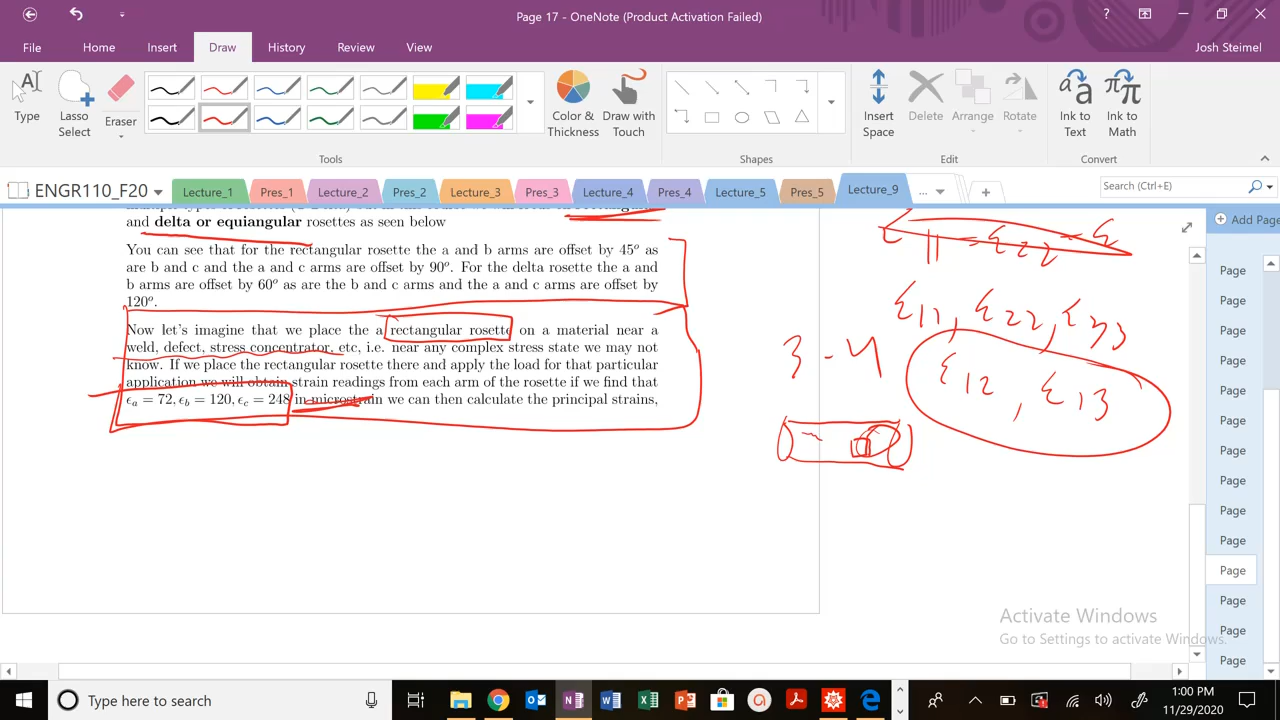 Page 17 - OneNote (Product Activation Failed)
?
File Home Insert Draw History Review View Josh Steimel
Type
Lasso Select
Eraser
Color & Thickness
Draw with Touch
Insert Space
Delete
Arrange
Rotate
Ink to Text
Ink to Math
Tools Shapes Edit Convert
ENGR110_F20 Lecture_1 Pres_1 Lecture_2 Pres_2 Lecture_3 Pres_3 Lecture_4 Pres_4 Lecture_5 Pres_5 Lecture_9 ... + Search (Ctrl+E)
Add Page
and delta or equiangular rosettes as seen below
You can see that for the rectangular rosette the a and b arms are offset by 45° as
are b and c and the a and c arms are offset by 90°. For the delta rosette the a and
b arms are offset by 60° as are the b and c arms and the a and c arms are offset by
120°.
Now let's imagine that we place the a rectangular rosette on a material near a
weld, defect, stress concentrator, etc, i.e. near any complex stress state we may not
know. If we place the rectangular rosette there and apply the load for that particular
application we will obtain strain readings from each arm of the rosette if we find that
ϵa = 72, ϵb = 120, ϵc = 248 in microstrain we can then calculate the principal strains,
ε11 = ε22 = ε
ε11, ε22, ε33
3-4
ε12, ε13
Page
Page
Page
Page
Page
Page
Page
Page
Page
Page
Page
Page
Page
Page
Activate Windows
Go to Settings to activate Windows.
Type here to search
1:00 PM
11/29/2020